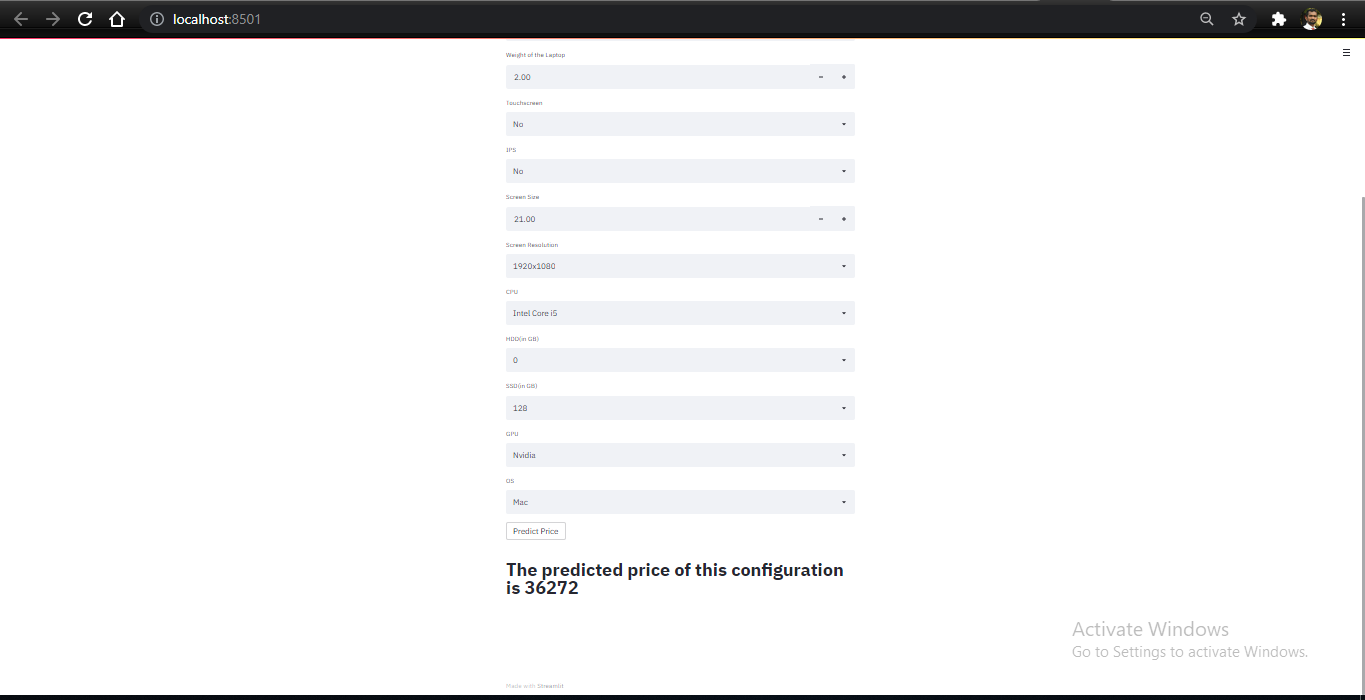 localhost:8501
Weight of the Laptop
2.00
Touchscreen
No
IPS
No
Screen Size
21.00
Screen Resolution
1920x1080
CPU
Intel Core i5
HDD(in GB)
0
SSD(in GB)
128
GPU
Nvidia
OS
Mac
Predict Price
The predicted price of this configuration
is 36272
Activate Windows
Go to Settings to activate Windows.
Made with Streamlit